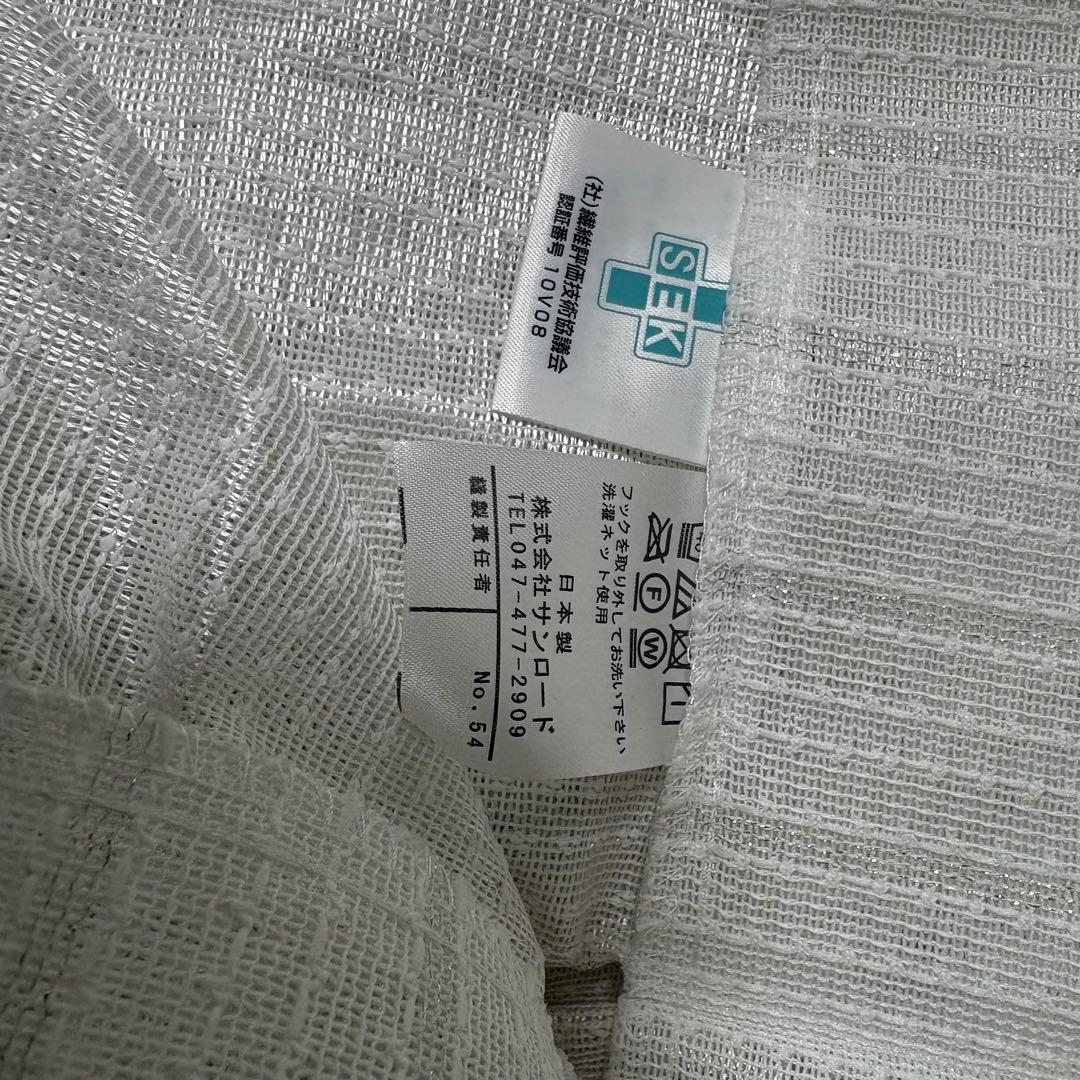 SEK
(社)繊維評価技術協議会
認証番号 10V08
F
W
フックを取り外してお洗い下さい
洗濯ネット使用
日本製
株式会社サンロード
TEL 047-477-2909
縫製責任者 No.54